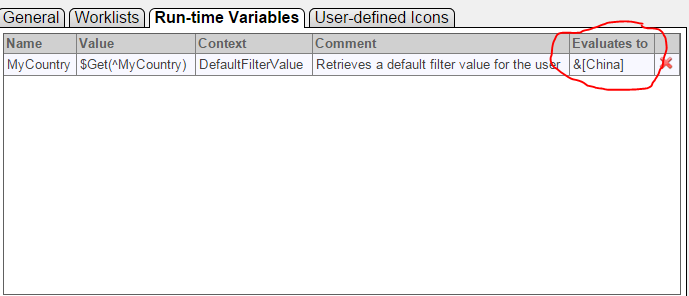 General Worklists Run-time Variables User-defined Icons
Name Value Context Comment Evaluates to
MyCountry $Get(^MyCountry) DefaultFilterValue Retrieves a default filter value for the user &[China]